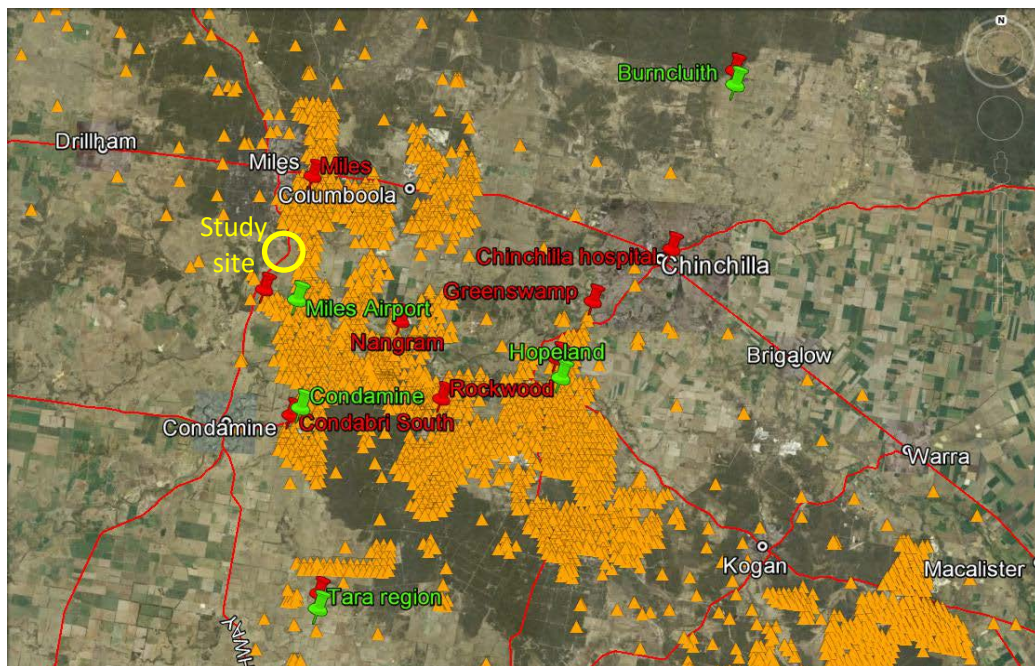 N
Burncluith
Drillham
Miles
Miles
Columboola
Study
site
Chinchilla hospital
Chinchilla
Greenswamp
Miles Airport
Nangram
Hopeland
Brigalow
Rockwood
Condamine
Condabri South
Condamine
Warra
Kogan
Macalister
Tara region
HWAY